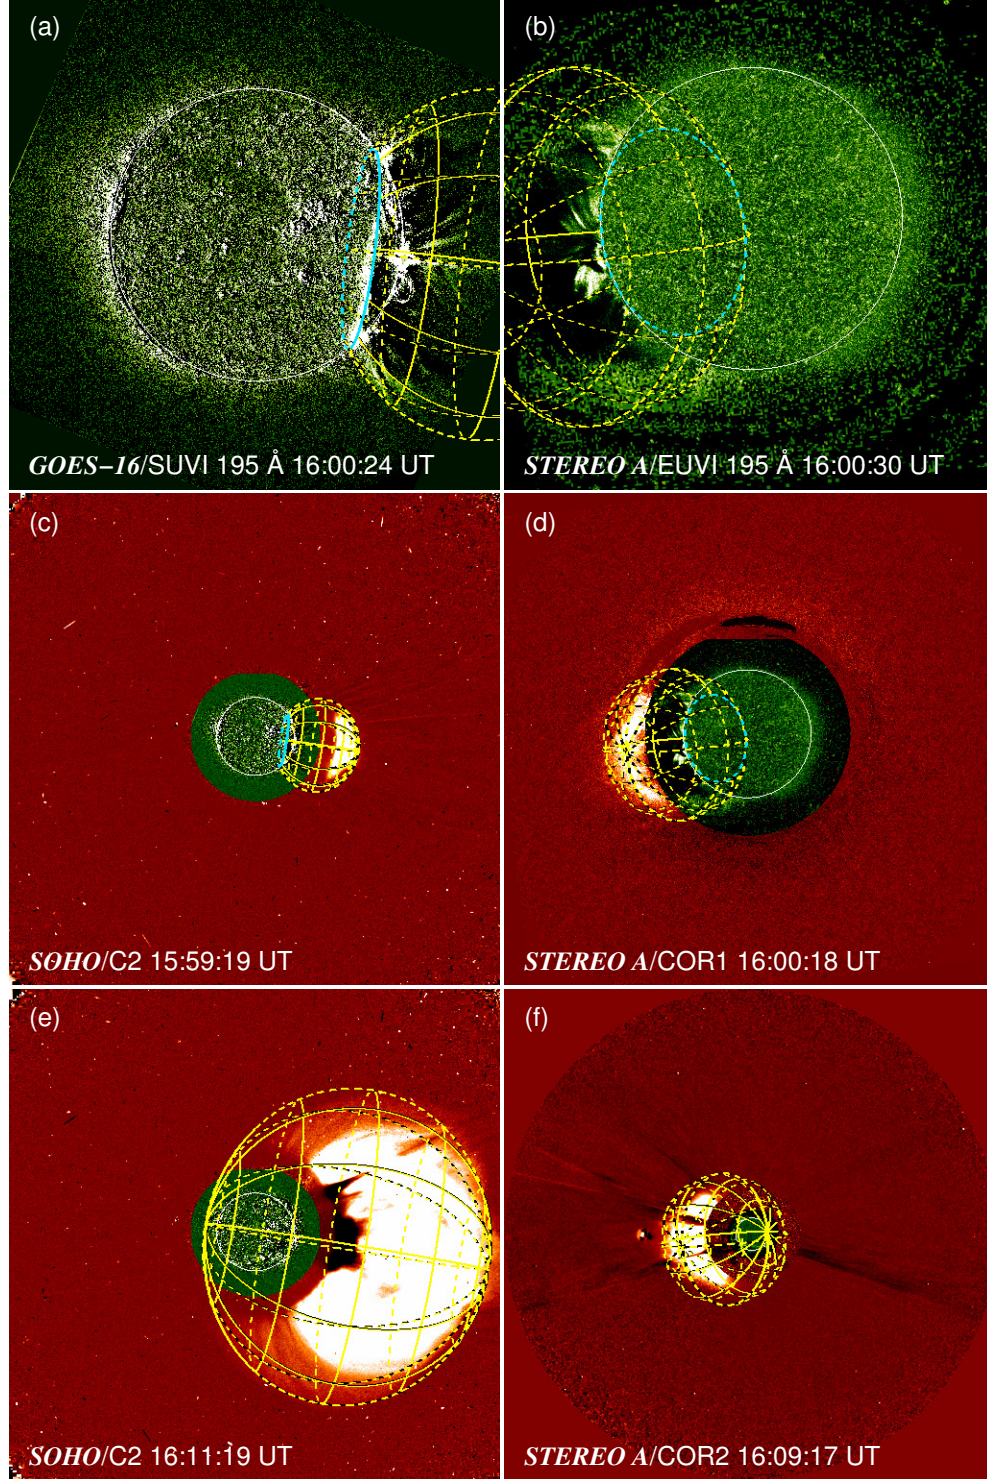 (a)
(b)
GOES−16/SUVI 195 Å 16:00:24 UT
STEREO A/EUVI 195 Å 16:00:30 UT
(c)
(d)
SOHO/C2 15:59:19 UT
STEREO A/COR1 16:00:18 UT
(e)
(f)
SOHO/C2 16:11:19 UT
STEREO A/COR2 16:09:17 UT